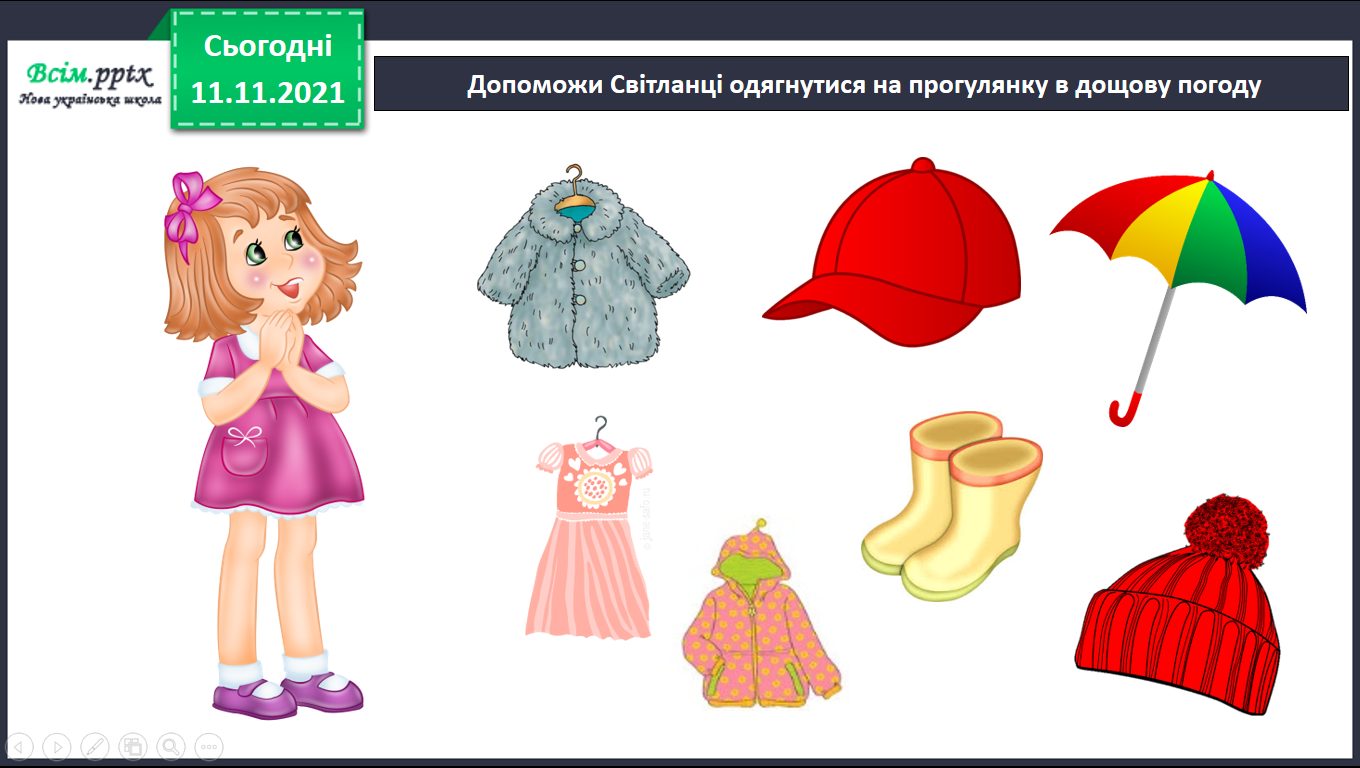 Всім.pptx
Нова українська школа
Сьогодні
11.11.2021
Допоможи Світланці одягнутися на прогулянку в дощову погоду